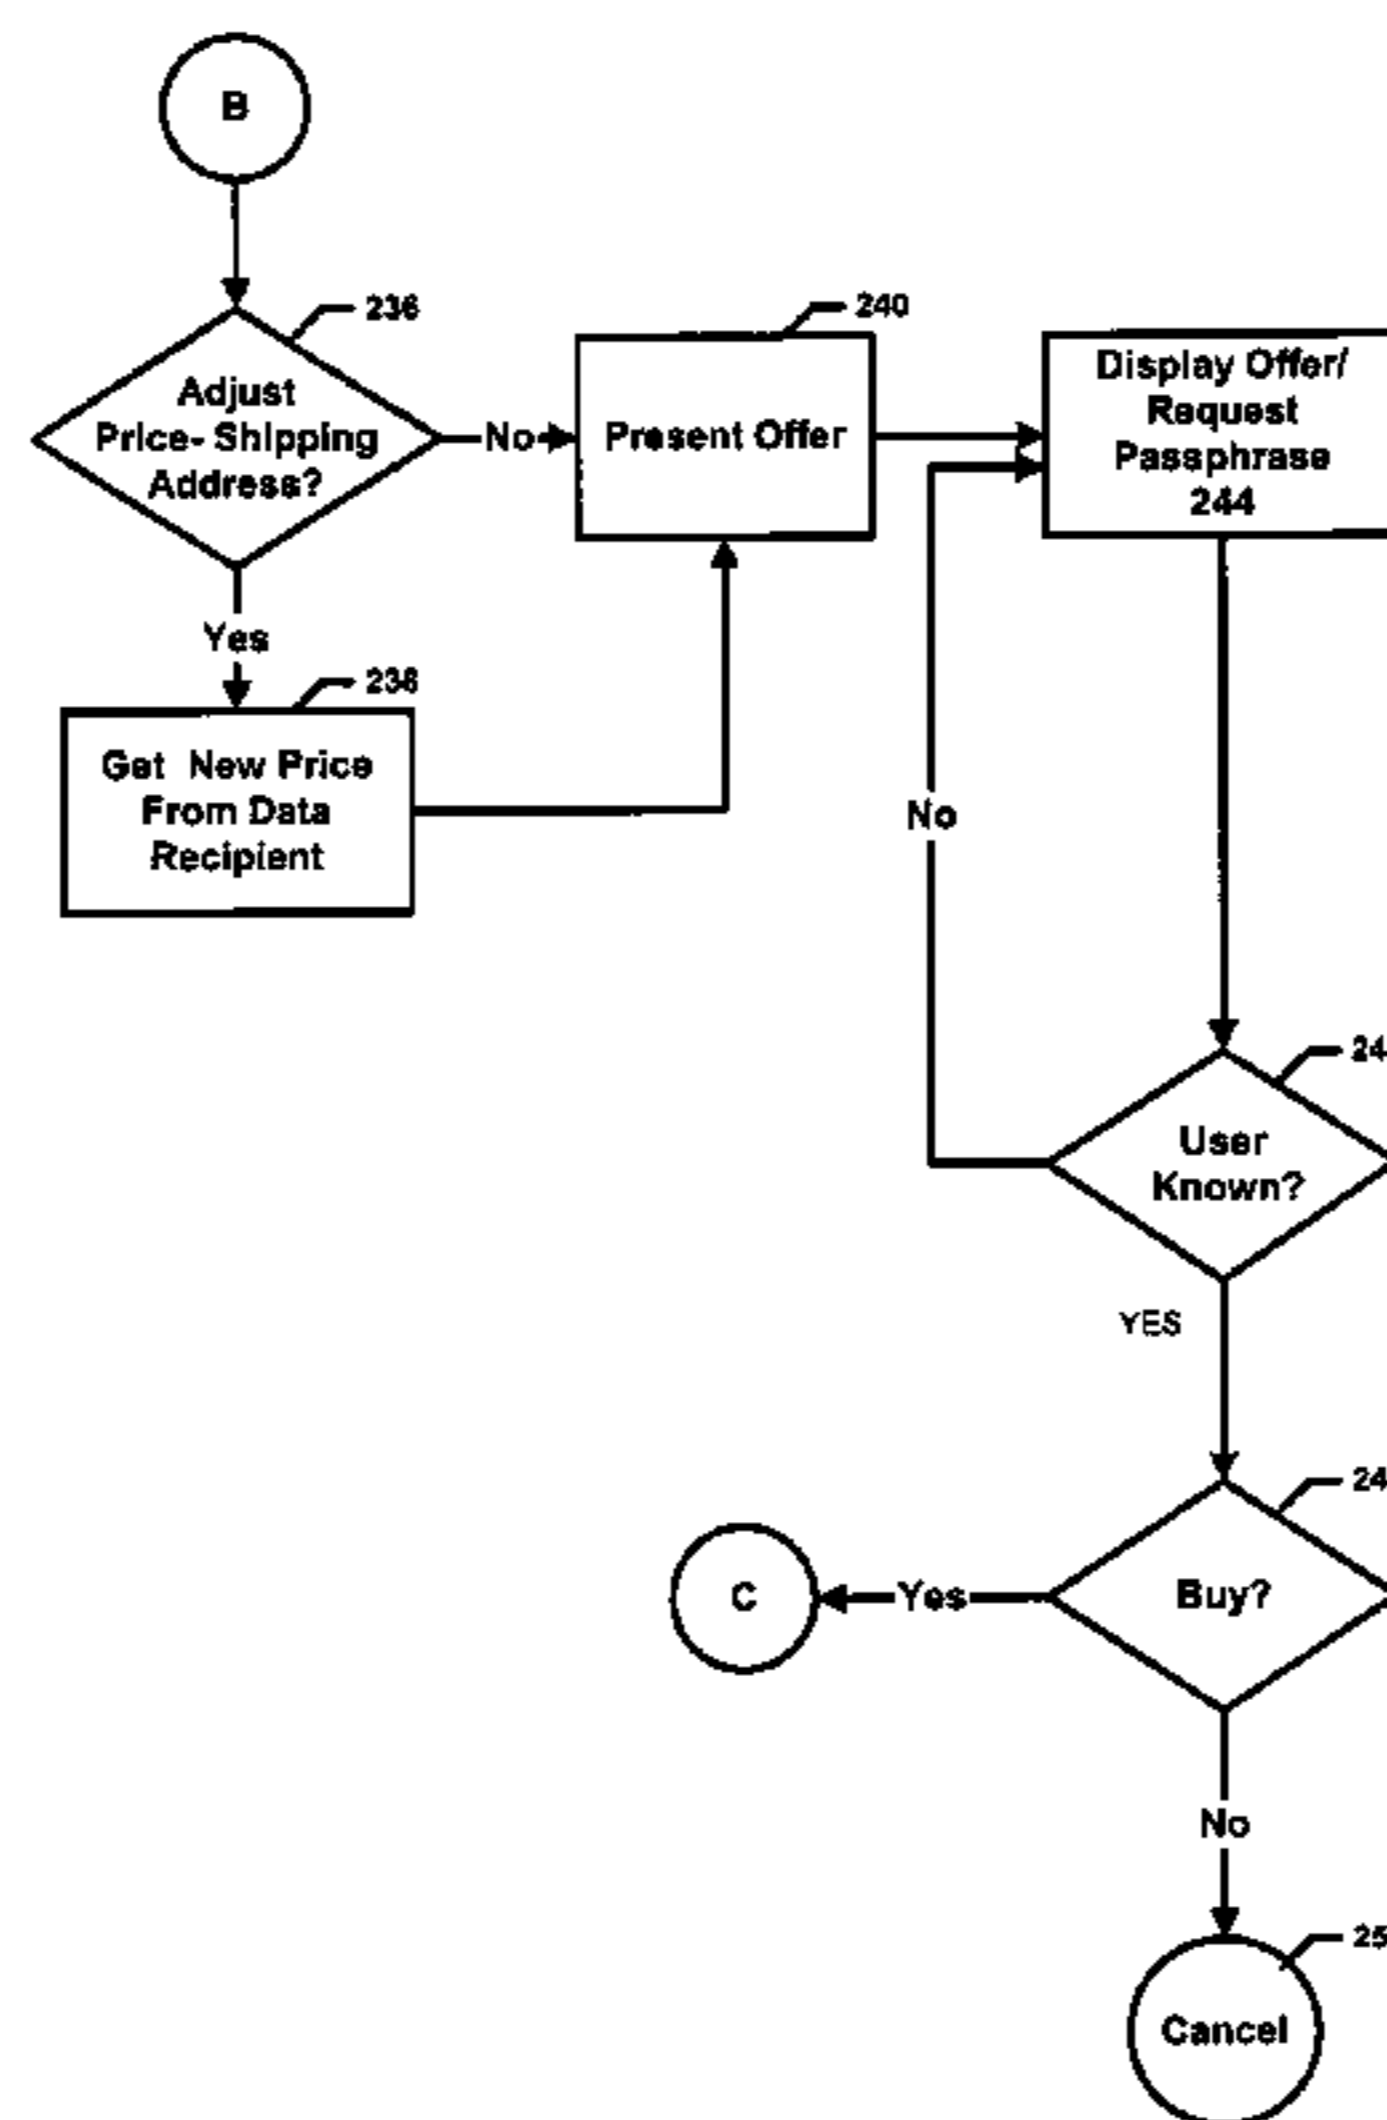 B
236
Adjust
Price- Shipping
Address?
No
240
Present Offer
Display Offer/
Request
Passphrase
244
Yes
238
Get New Price
From Data
Recipient
No
User
Known?
YES
C
Yes
Buy?
No
Cancel